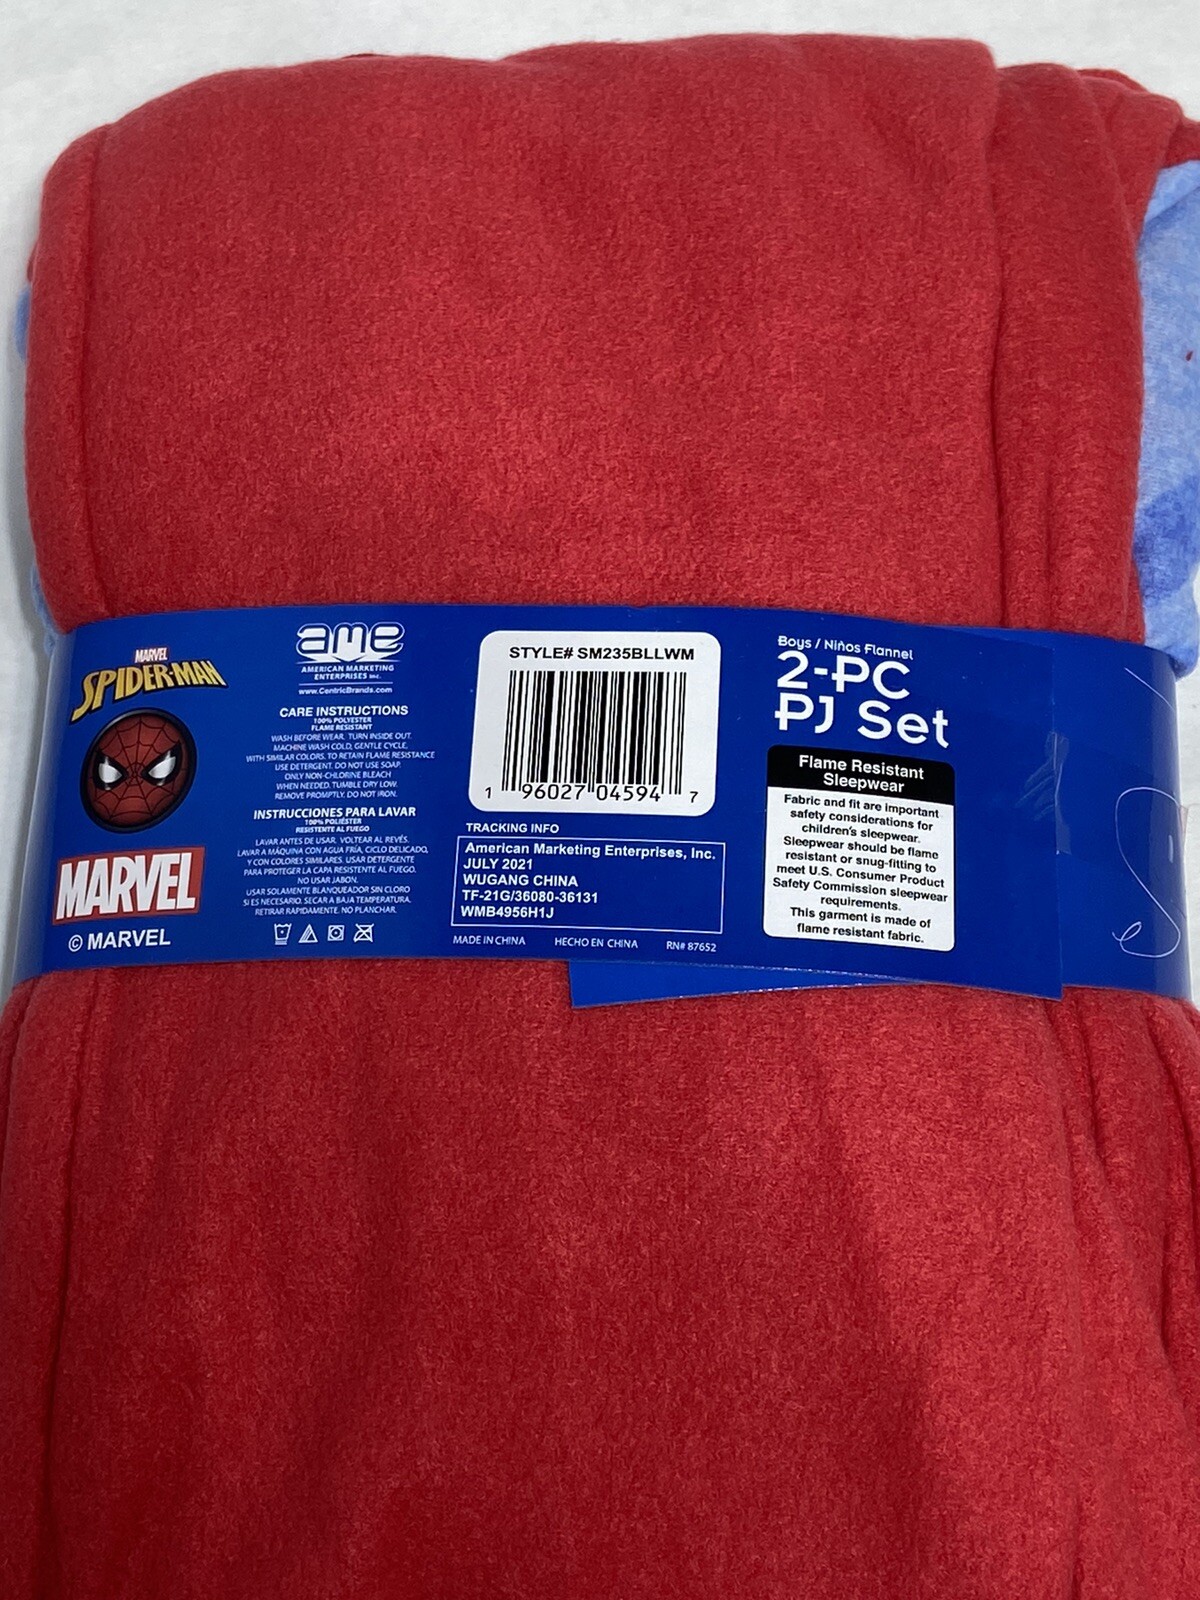 MARVEL
SPIDER-MAN
MARVEL
© MARVEL
ame
AMERICAN MARKETING
ENTERPRISES INC.
www.CentricBrands.com
CARE INSTRUCTIONS
100% POLYESTER
FLAME RESISTANT
WASH BEFORE WEAR. TURN INSIDE OUT.
MACHINE WASH COLD, GENTLE CYCLE,
WITH SIMILAR COLORS. TO RETAIN FLAME RESISTANCE
USE DETERGENT. DO NOT USE SOAP.
ONLY NON-CHLORINE BLEACH
WHEN NEEDED. TUMBLE DRY LOW.
REMOVE PROMPTLY. DO NOT IRON.
INSTRUCCIONES PARA LAVAR
100% POLIÉSTER
RESISTENTE AL FUEGO
LAVAR ANTES DE USAR. VOLTEAR AL REVÉS.
LAVAR A MÁQUINA CON AGUA FRÍA, CICLO DELICADO,
Y CON COLORES SIMILARES. USAR DETERGENTE
PARA PROTEGER LA CAPA RESISTENTE AL FUEGO.
NO USAR JABON.
USAR SOLAMENTE BLANQUEADOR SIN CLORO
SI ES NECESARIO. SECAR A BAJA TEMPERATURA.
RETIRAR RAPIDAMENTE. NO PLANCHAR.
STYLE# SM235BLLWM
1 96027 04594 7
TRACKING INFO
American Marketing Enterprises, Inc.
JULY 2021
WUGANG CHINA
TF-21G/36080-36131
WMB4956H1J
MADE IN CHINA HECHO EN CHINA RN# 87652
Boys / Niños Flannel
2-PC
PJ Set
Flame Resistant
Sleepwear
Fabric and fit are important
safety considerations for
children's sleepwear.
Sleepwear should be flame
resistant or snug-fitting to
meet U.S. Consumer Product
Safety Commission sleepwear
requirements.
This garment is made of
flame resistant fabric.